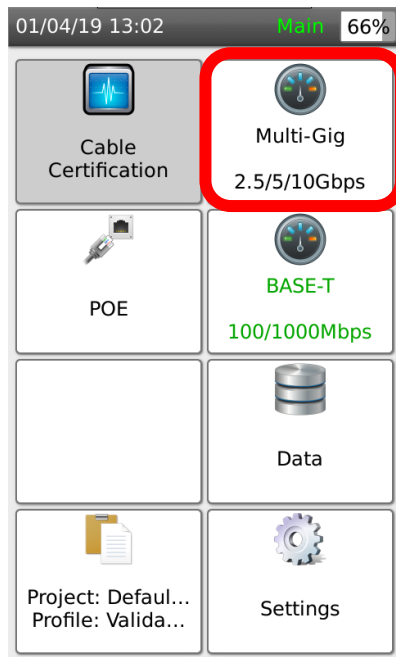 01/04/19 13:02 Main 66%
Cable
Certification
Multi-Gig
2.5/5/10Gbps
POE
BASE-T
100/1000Mbps
Data
Project: Defaul...
Profile: Valida...
Settings